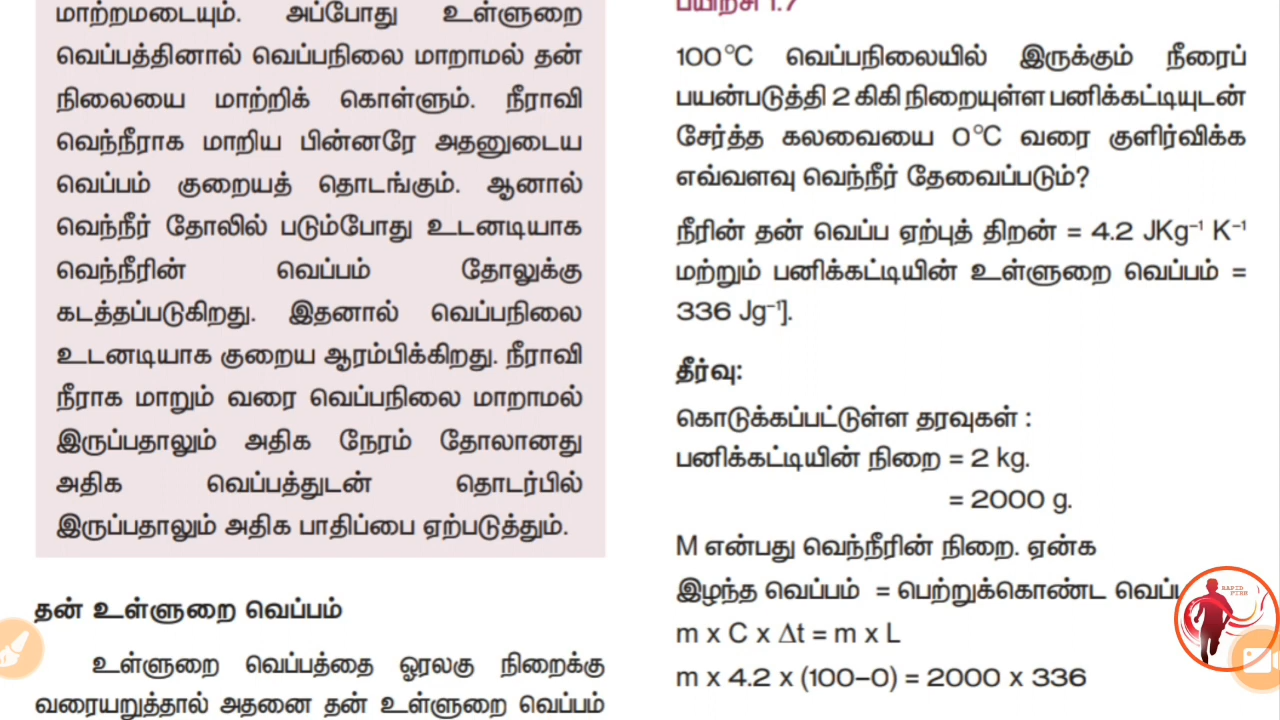 மாற்றமடையும். அப்போது உள்ளுறை
வெப்பத்தினால் வெப்பநிலை மாறாமல் தன்
நிலையை மாற்றிக் கொள்ளும். நீராவி
வெந்நீராக மாறிய பின்னரே அதனுடைய
வெப்பம் குறையத் தொடங்கும். ஆனால்
வெந்நீர் தோலில் படும்போது உடனடியாக
வெந்நீரின் வெப்பம் தோலுக்கு
கடத்தப்படுகிறது. இதனால் வெப்பநிலை
உடனடியாக குறைய ஆரம்பிக்கிறது. நீராவி
நீராக மாறும் வரை வெப்பநிலை மாறாமல்
இருப்பதாலும் அதிக நேரம் தோலானது
அதிக வெப்பத்துடன் தொடர்பில்
இருப்பதாலும் அதிக பாதிப்பை ஏற்படுத்தும்.
தன் உள்ளுறை வெப்பம்
உள்ளுறை வெப்பத்தை ஓரலகு நிறைக்கு
வரையறுத்தால் அதனை தன் உள்ளுறை வெப்பம்
பயிற்சி 1.7
100°C வெப்பநிலையில் இருக்கும் நீரைப்
பயன்படுத்தி 2 கிகி நிறையுள்ள பனிக்கட்டியுடன்
சேர்த்த கலவையை 0°C வரை குளிர்விக்க
எவ்வளவு வெந்நீர் தேவைப்படும்?
நீரின் தன் வெப்ப ஏற்புத் திறன் = 4.2 JKg⁻¹ K⁻¹
மற்றும் பனிக்கட்டியின் உள்ளுறை வெப்பம் =
336 Jg⁻¹].
தீர்வு:
கொடுக்கப்பட்டுள்ள தரவுகள் :
பனிக்கட்டியின் நிறை = 2 kg.
= 2000 g.
M என்பது வெந்நீரின் நிறை. ஏன்க
இழந்த வெப்பம் = பெற்றுக்கொண்ட
m x C x Δt = m x L
m x 4.2 x (100–0) = 2000 x 336
RAPID